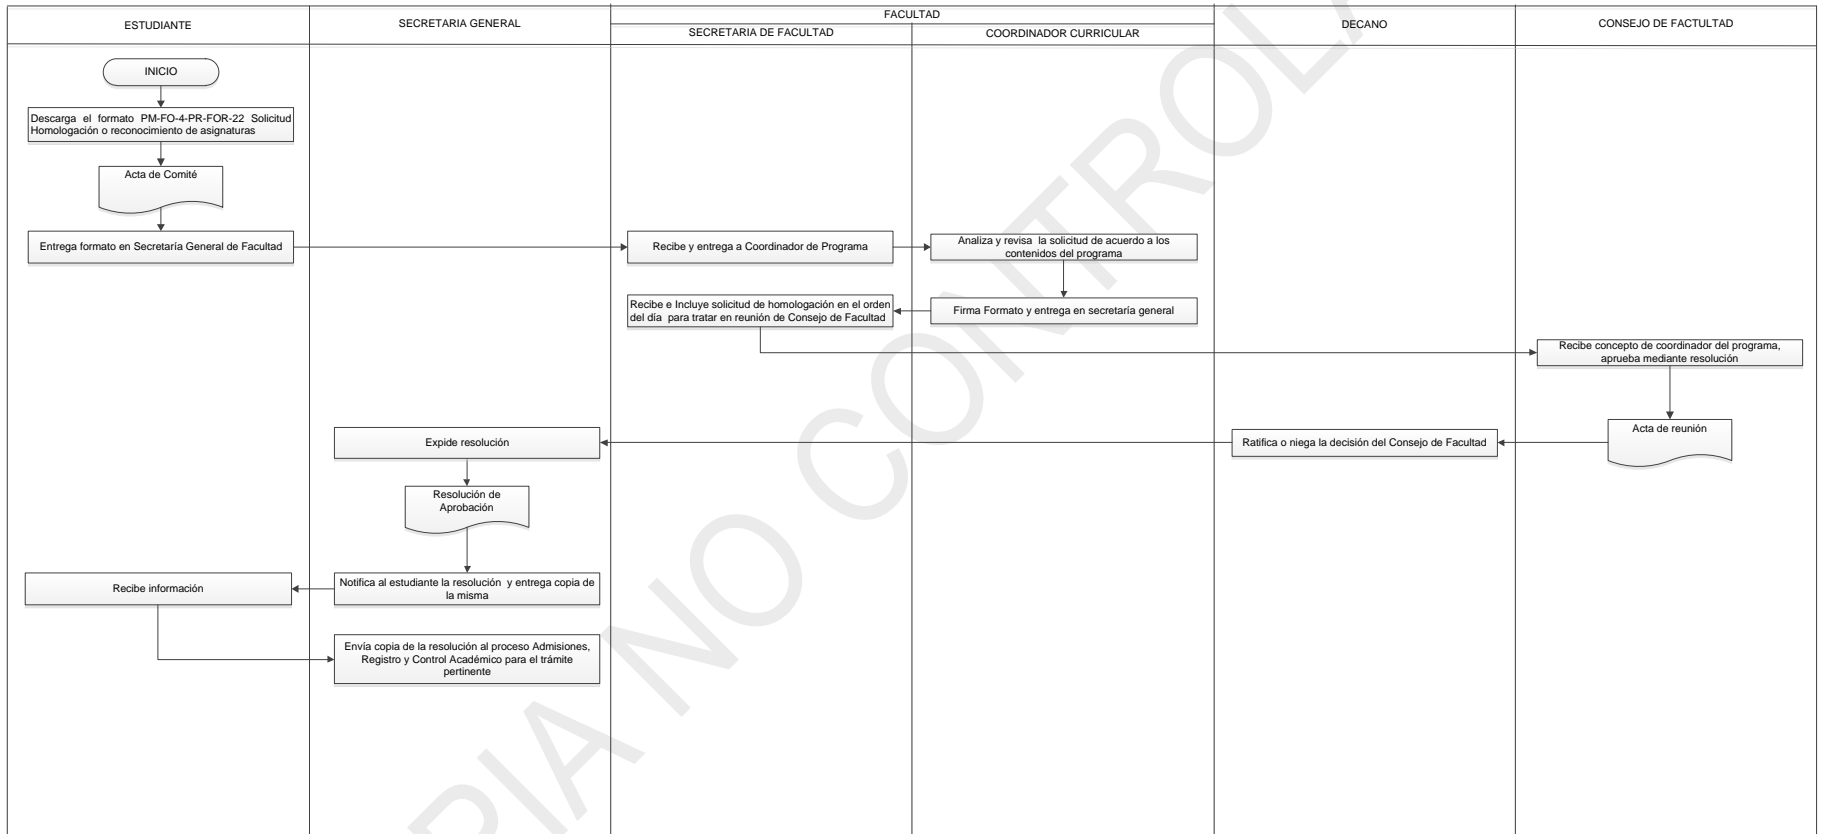 ESTUDIANTE
SECRETARIA GENERAL
FACULTAD
SECRETARIA DE FACULTAD
COORDINADOR CURRICULAR
DECANO
CONSEJO DE FACTULTAD
INICIO
Descarga el formato PM-FO-4-PR-FOR-22 Solicitud
Homologación o reconocimiento de asignaturas
Acta de Comité
Entrega formato en Secretaría General de Facultad
Recibe y entrega a Coordinador de Programa
Analiza y revisa la solicitud de acuerdo a los
contenidos del programa
Recibe e Incluye solicitud de homologación en el orden
del día para tratar en reunión de Consejo de Facultad
Firma Formato y entrega en secretaría general
Recibe concepto de coordinador del programa,
aprueba mediante resolución
Acta de reunión
Ratifica o niega la decisión del Consejo de Facultad
Expide resolución
Resolución de
Aprobación
Notifica al estudiante la resolución y entrega copia de
la misma
Recibe información
Envía copia de la resolución al proceso Admisiones,
Registro y Control Académico para el trámite
pertinente
PIA NO CONTROLA